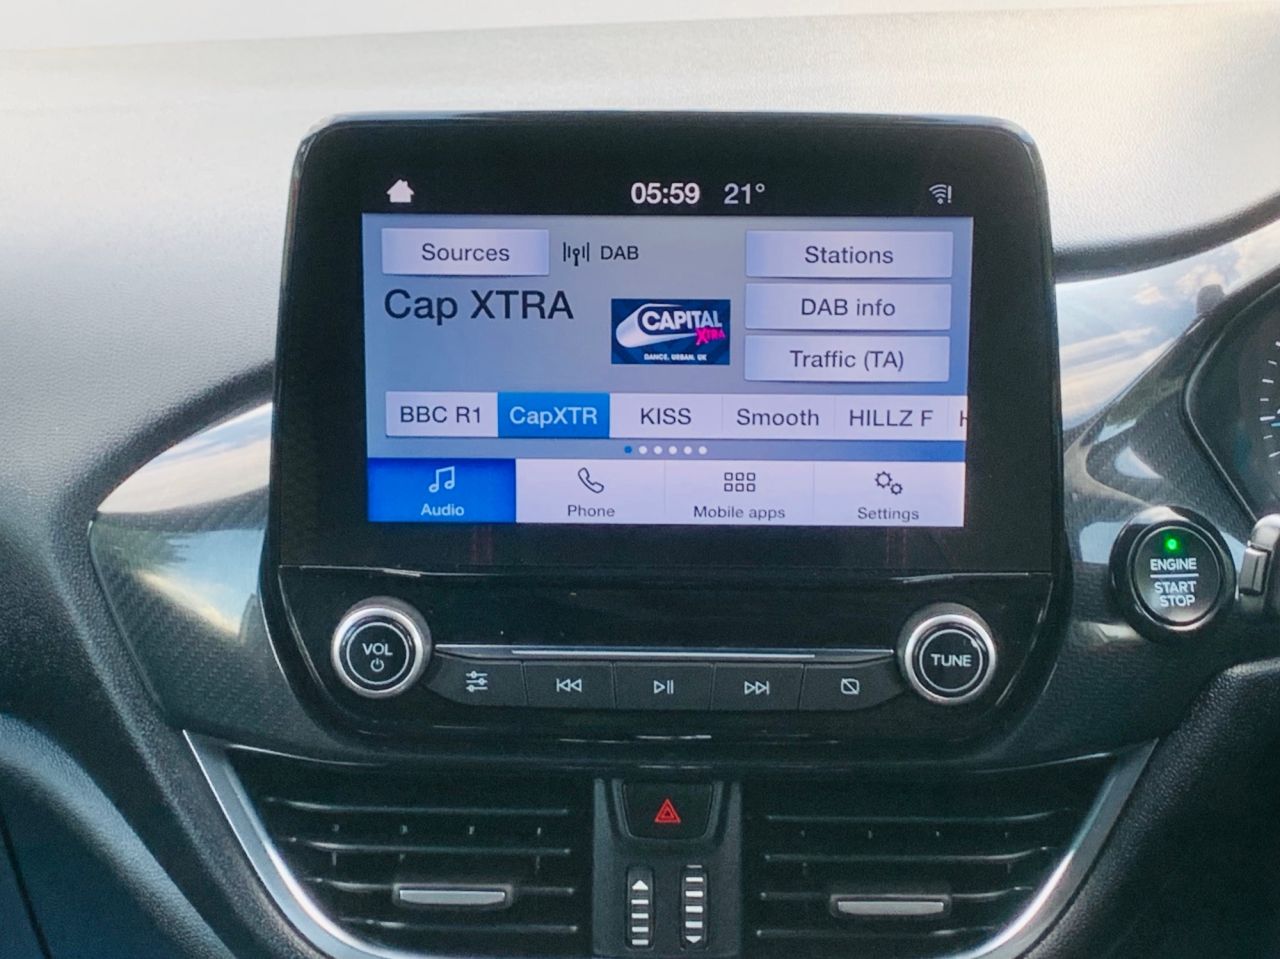 05:59 21°
Sources DAB Stations
Cap XTRA
CAPITAL
XTRA
DANCE. URBAN. UK
DAB info
Traffic (TA)
BBC R1 CapXTR KISS Smooth HILLZ F
Audio Phone Mobile apps Settings
ENGINE
START
STOP
VOL
TUNE